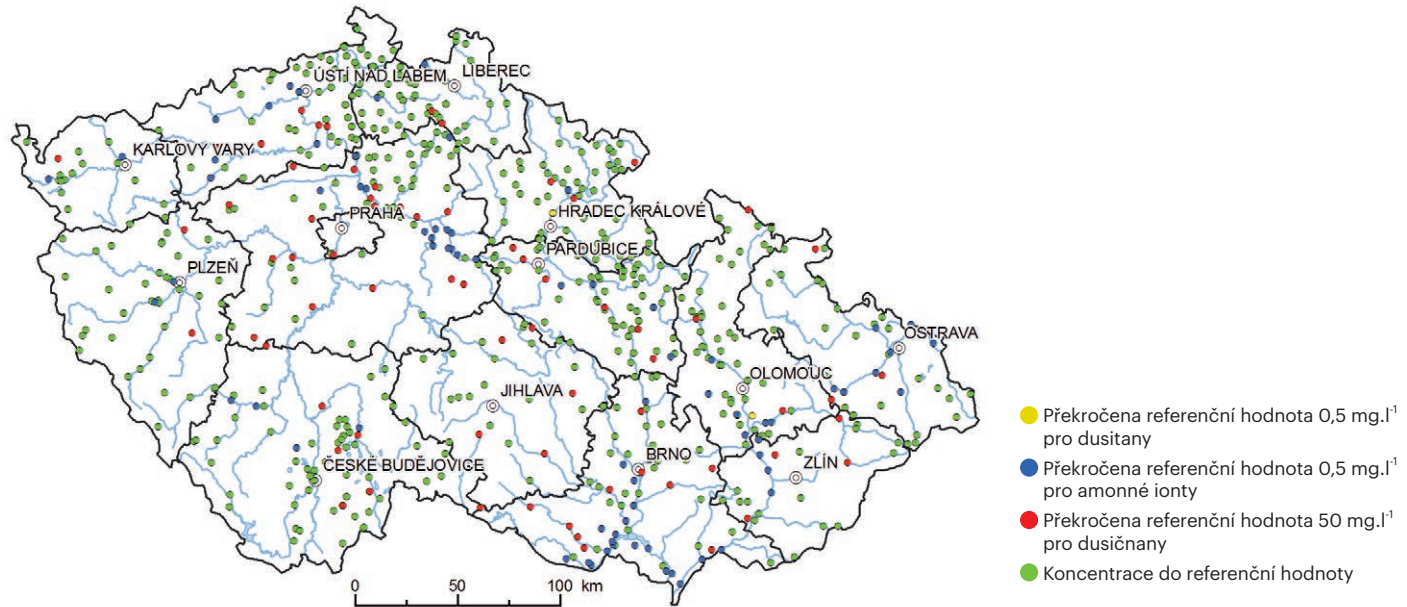 ÚSTÍ NAD LABEM
LIBEREC
KARLOVY VARY
PRAHA
HRADEC KRÁLOVÉ
PARDUBICE
PLZEŇ
OSTRAVA
OLOMOUC
JIHLAVA
BRNO
ZLÍN
ČESKÉ BUDĚJOVICE
0 50 100 km
Překročena referenční hodnota 0,5 mg.l⁻¹
pro dusitany
Překročena referenční hodnota 0,5 mg.l⁻¹
pro amonné ionty
Překročena referenční hodnota 50 mg.l⁻¹
pro dusičnany
Koncentrace do referenční hodnoty